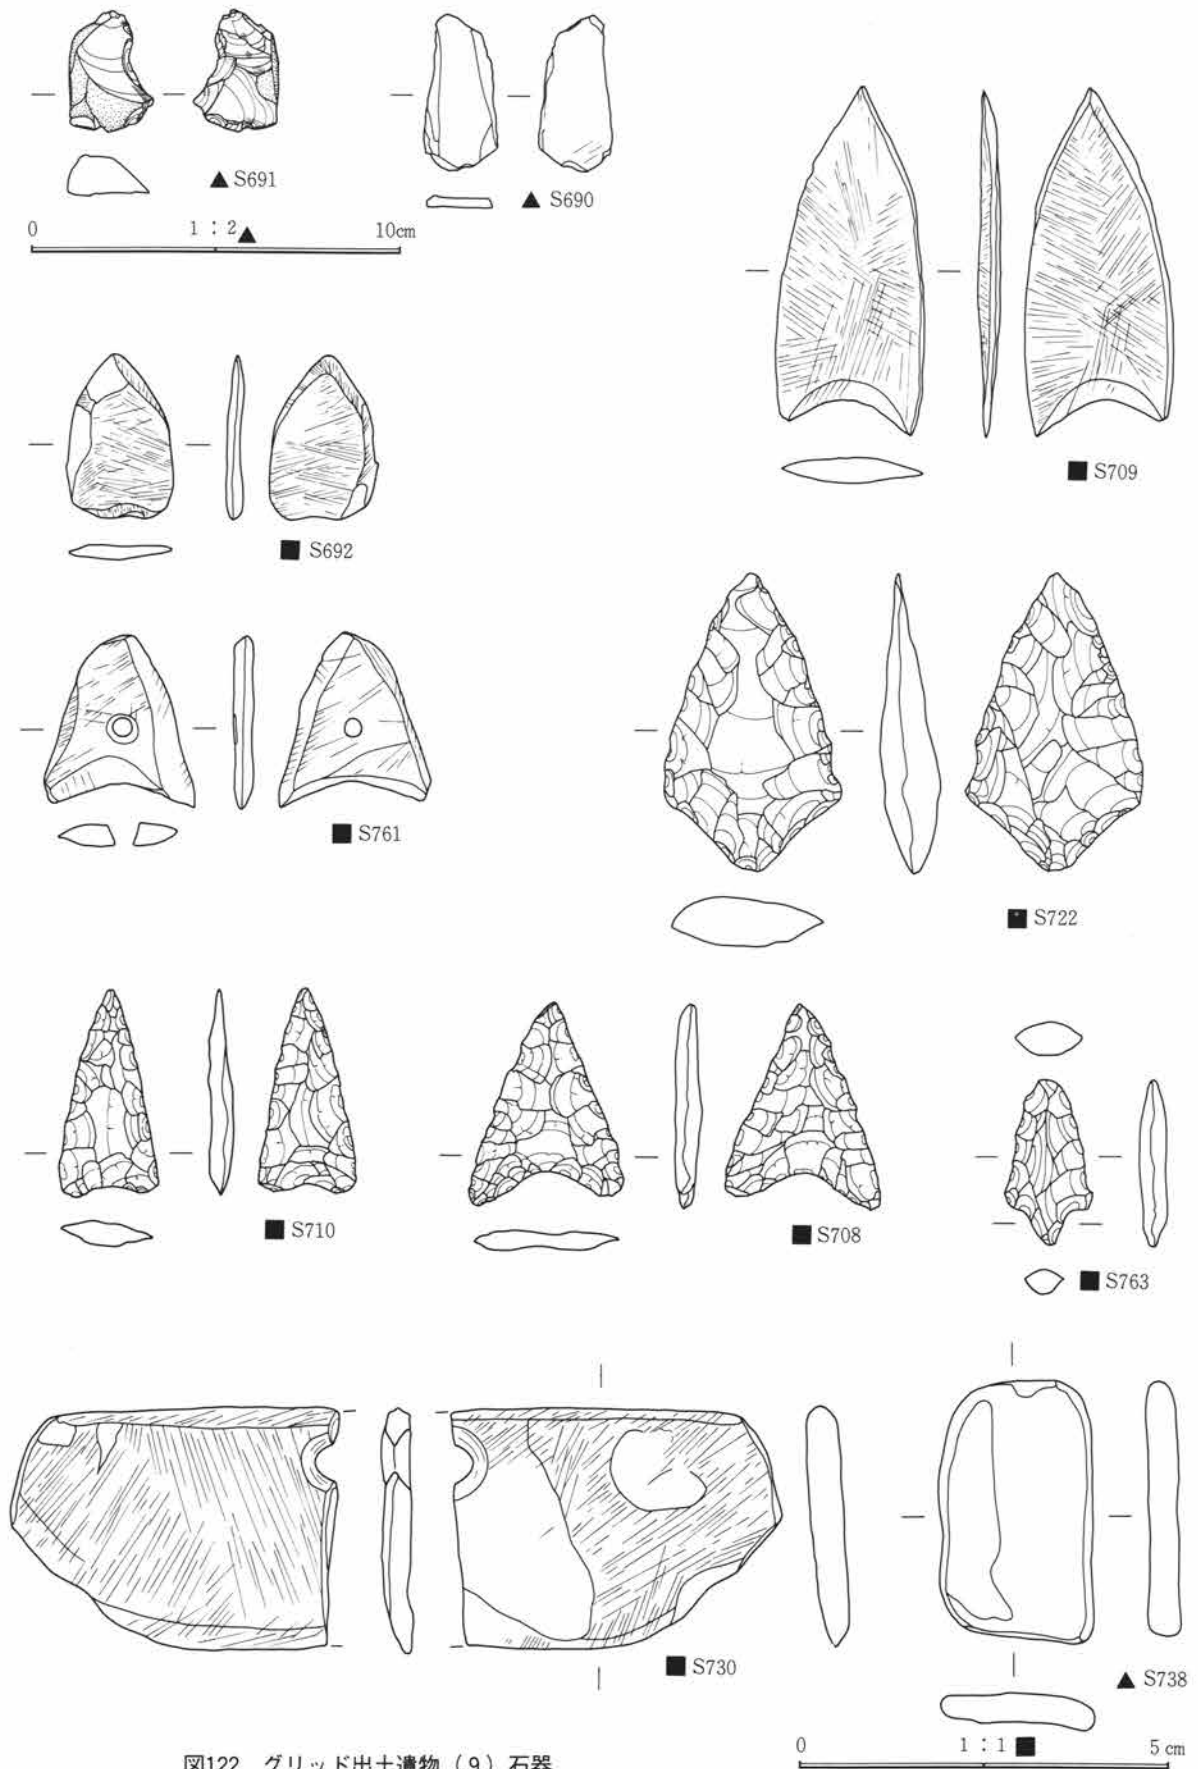 ▲ S691
▲ S690
0 1 : 2▲ 10cm
■ S709
■ S692
■ S761
■ S722
■ S710
■ S708
■ S763
■ S730
▲ S738
0 1 : 1 ■ 5 cm
図122 グリッド出土遺物（9）石器